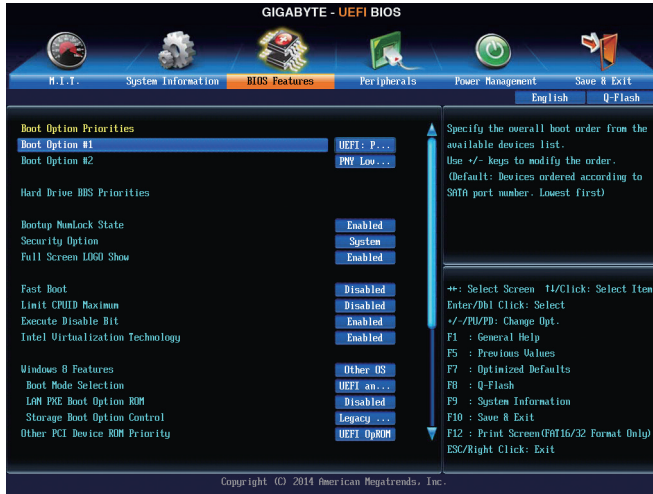 GIGABYTE - UEFI BIOS
M.I.T. System Information BIOS Features Peripherals Power Management Save & Exit
English Q-Flash
Boot Option Priorities
Boot Option #1 UEFI: P...
Boot Option #2 PNY Lov...
Hard Drive BBS Priorities
Bootup NumLock State Enabled
Security Option System
Full Screen LOGO Show Enabled
Fast Boot Disabled
Limit CPUID Maximum Disabled
Execute Disable Bit Enabled
Intel Virtualization Technology Enabled
Windows 8 Features Other OS
Boot Mode Selection UEFI an...
LAN PXE Boot Option ROM Disabled
Storage Boot Option Control Legacy ...
Other PCI Device ROM Priority UEFI OpROM
Specify the overall boot order from the
available devices list.
Use +/- keys to modify the order.
(Default: Devices ordered according to
SATA port number. Lowest first)
→←: Select Screen ↑↓/Click: Select Item
Enter/Dbl Click: Select
+/-/PU/PD: Change Opt.
F1 : General Help
F5 : Previous Values
F7 : Optimized Defaults
F8 : Q-Flash
F9 : System Information
F10 : Save & Exit
F12 : Print Screen(FAT16/32 Format Only)
ESC/Right Click: Exit
Copyright (C) 2014 American Megatrends, Inc.